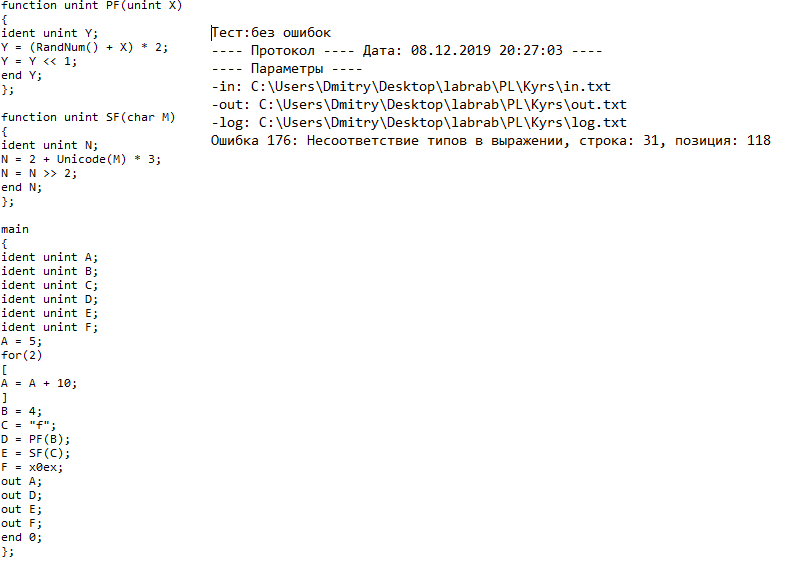 function unint PF(unint X)
{
ident unint Y;
Y = (RandNum() + X) * 2;
Y = Y << 1;
end Y;
};
function unint SF(char M)
{
ident unint N;
N = 2 + Unicode(M) * 3;
N = N >> 2;
end N;
};
main
{
ident unint A;
ident unint B;
ident unint C;
ident unint D;
ident unint E;
ident unint F;
A = 5;
for(2)
[
A = A + 10;
]
B = 4;
C = "f";
D = PF(B);
E = SF(C);
F = x0ex;
out A;
out D;
out E;
out F;
end 0;
};
Тест:без ошибок
---- Протокол ---- Дата: 08.12.2019 20:27:03 ----
---- Параметры ----
-in: C:\Users\Dmitry\Desktop\labrab\PL\Kyrs\in.txt
-out: C:\Users\Dmitry\Desktop\labrab\PL\Kyrs\out.txt
-log: C:\Users\Dmitry\Desktop\labrab\PL\Kyrs\log.txt
Ошибка 176: Несоответствие типов в выражении, строка: 31, позиция: 118